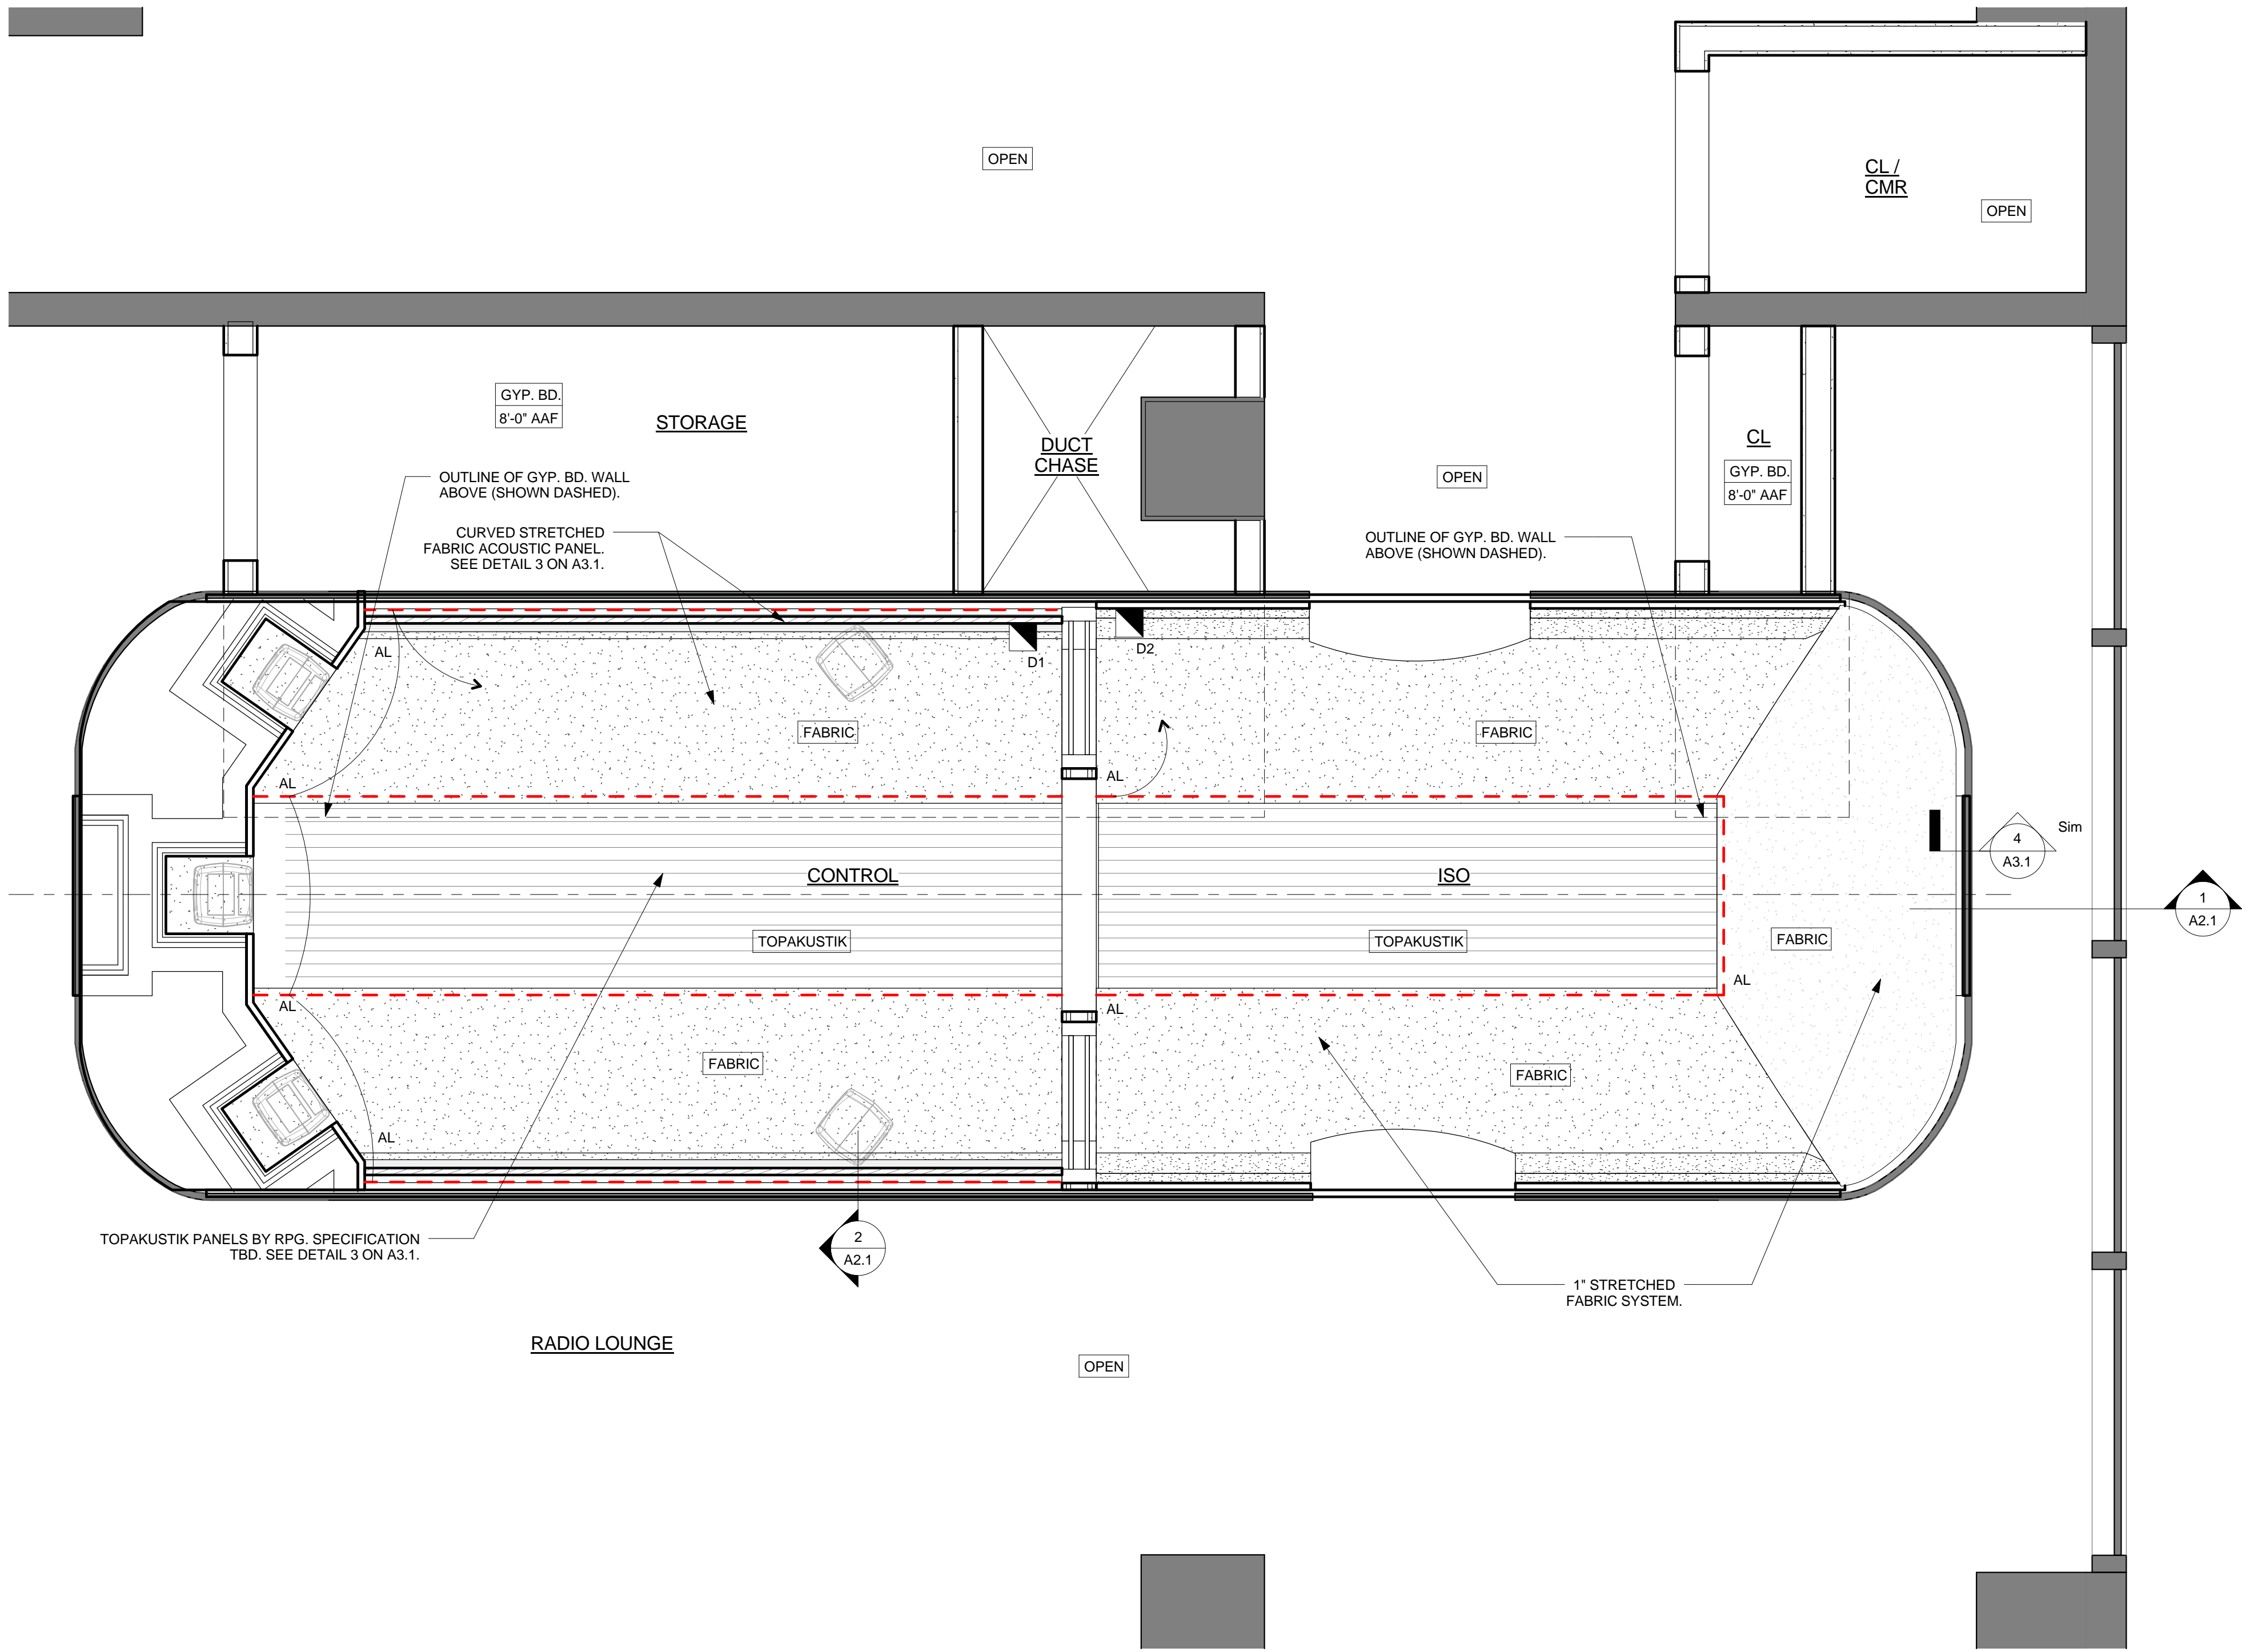 OPEN
CL /
CMR
OPEN
GYP. BD.
8'-0" AAF
STORAGE
DUCT
CHASE
OPEN
CL
GYP. BD.
8'-0" AAF
OUTLINE OF GYP. BD. WALL
ABOVE (SHOWN DASHED).
CURVED STRETCHED
FABRIC ACOUSTIC PANEL.
SEE DETAIL 3 ON A3.1.
OUTLINE OF GYP. BD. WALL
ABOVE (SHOWN DASHED).
AL
D1
D2
FABRIC
FABRIC
AL
AL
CONTROL
ISO
4
A3.1
Sim
1
A2.1
TOPAKUSTIK
TOPAKUSTIK
FABRIC
AL
AL
AL
FABRIC
FABRIC
AL
TOPAKUSTIK PANELS BY RPG. SPECIFICATION
TBD. SEE DETAIL 3 ON A3.1.
2
A2.1
1" STRETCHED
FABRIC SYSTEM.
RADIO LOUNGE
OPEN